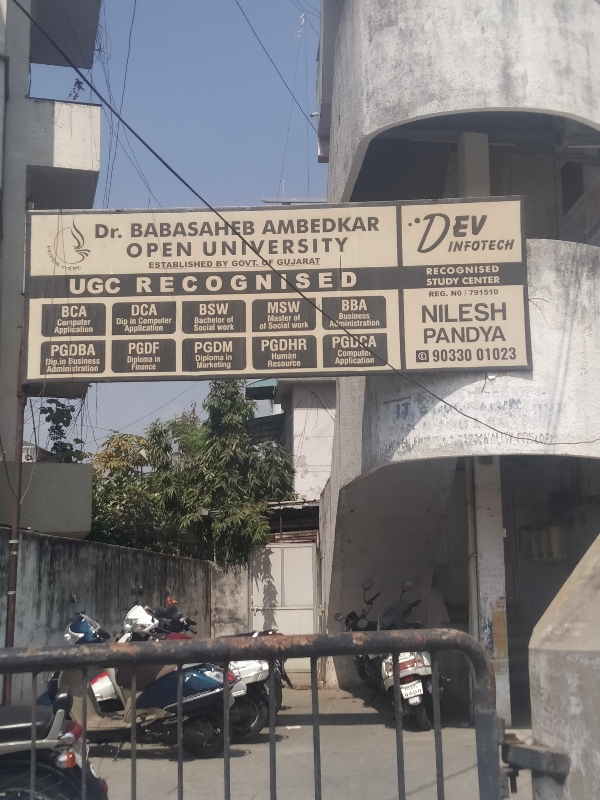 Dr. BABASAHEB AMBEDKAR
OPEN UNIVERSITY
ESTABLISHED BY GOVT. OF GUJARAT
UGC RECOGNISED
BCA
Computer
Application
DCA
Dip in Computer
Application
BSW
Bachelor of
Social work
MSW
Master of
of Social work
BBA
Business
Administration
PGDBA
Dip.in Business
Administration
PGDF
Diploma in
Finance
PGDM
Diploma in
Marketing
PGDHR
Human
Resource
PGDCA
Computer
Application
DEV
INFOTECH
RECOGNISED
STUDY CENTER
REG. NO / 791510
NILESH
PANDYA
90330 01023